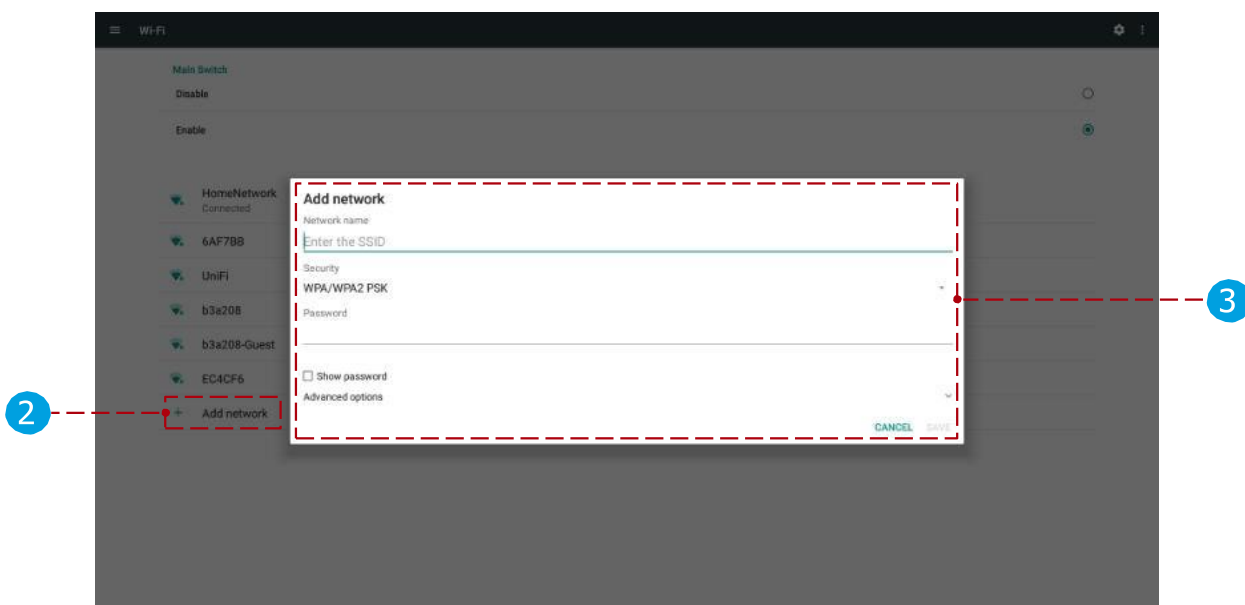 Wi-Fi
Main Switch
Disable
Enable
HomeNetwork
Connected
6AF7BB
UniFi
b3a208
b3a208-Guest
EC4CF6
2
Add network
Add network
Network name
Enter the SSID
Security
WPA/WPA2 PSK
3
Password
Show password
Advanced options
CANCEL SAVE